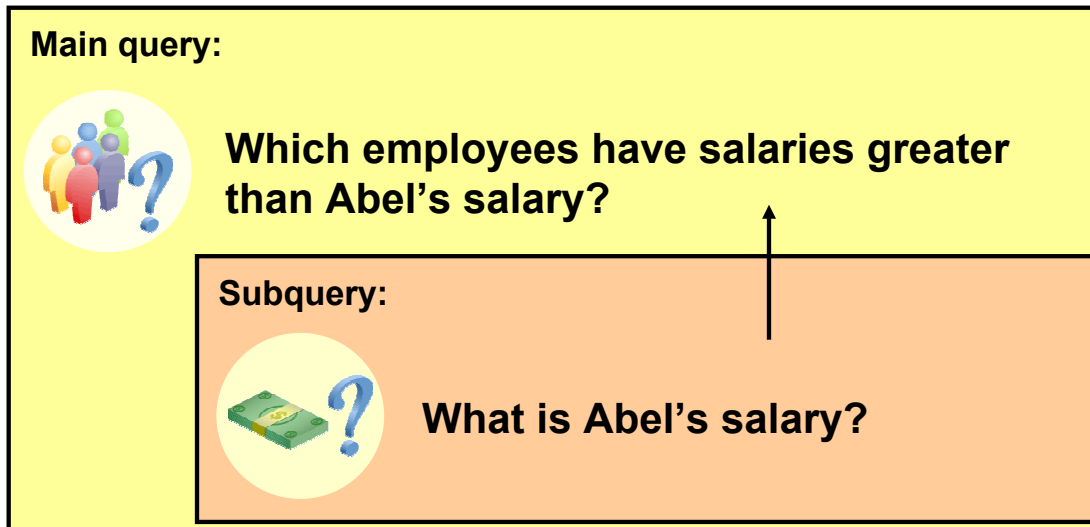 Main query:
Which employees have salaries greater
than Abel’s salary?
Subquery:
What is Abel’s salary?